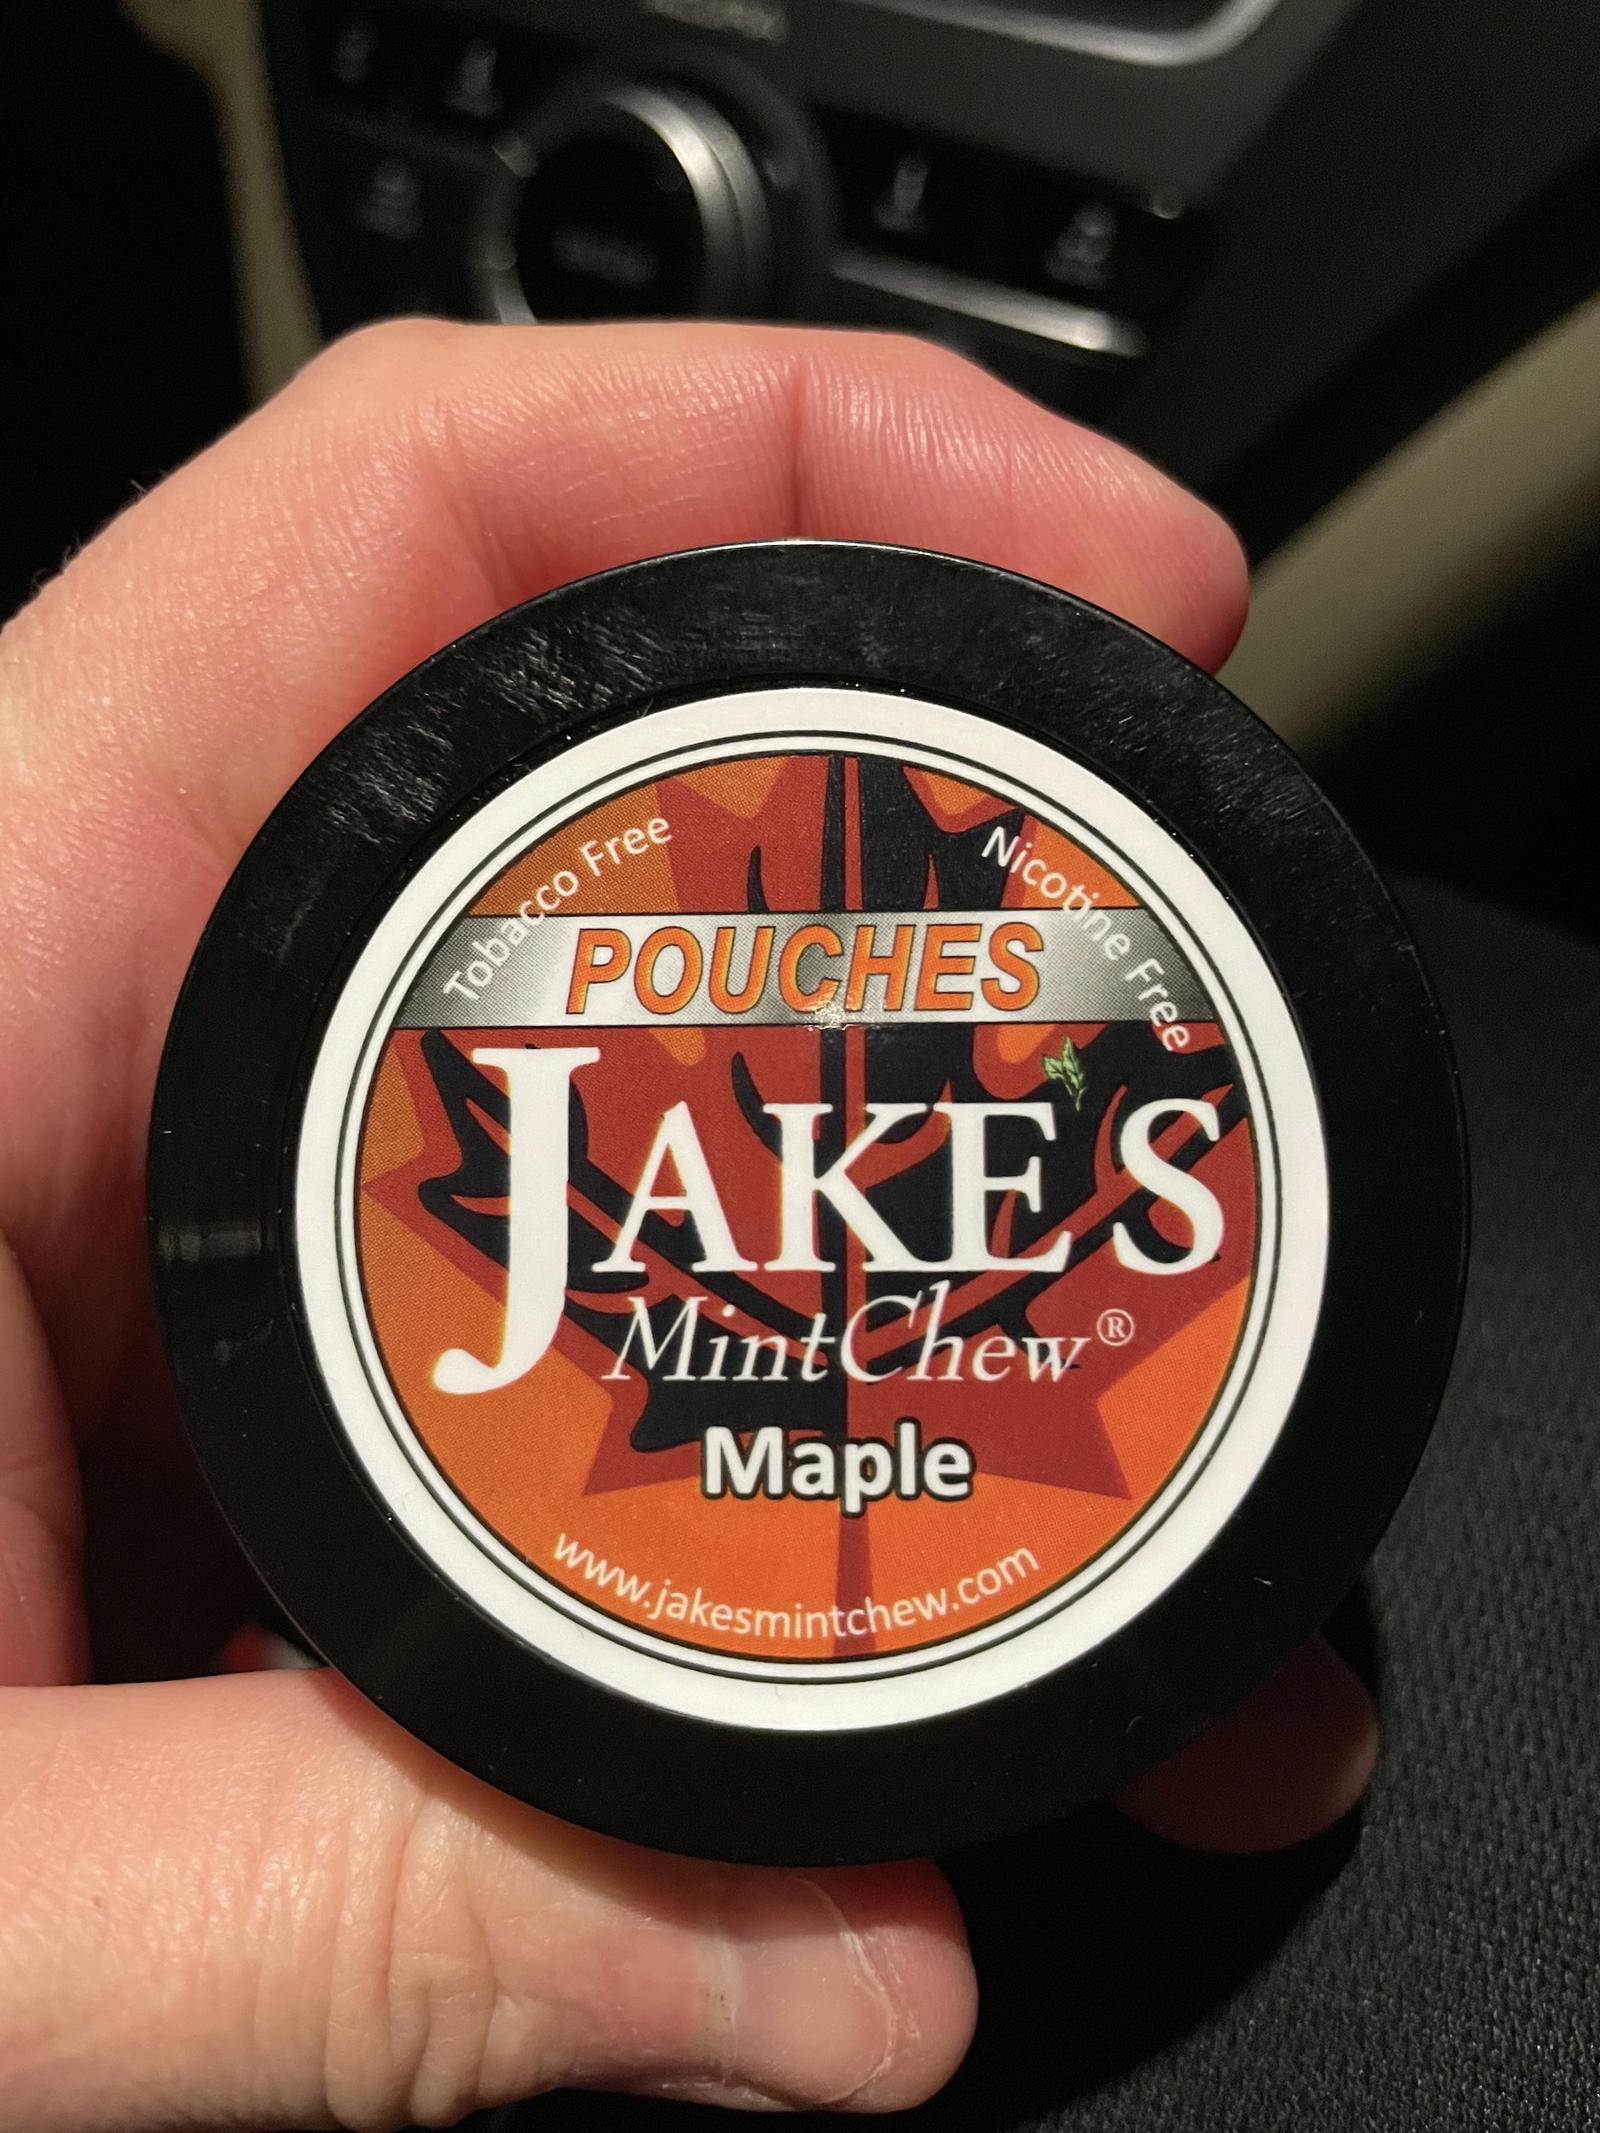 Tobacco Free
Nicotine Free
POUCHES
JAKE'S
MintChew®
Maple
www.jakesmintchew.com